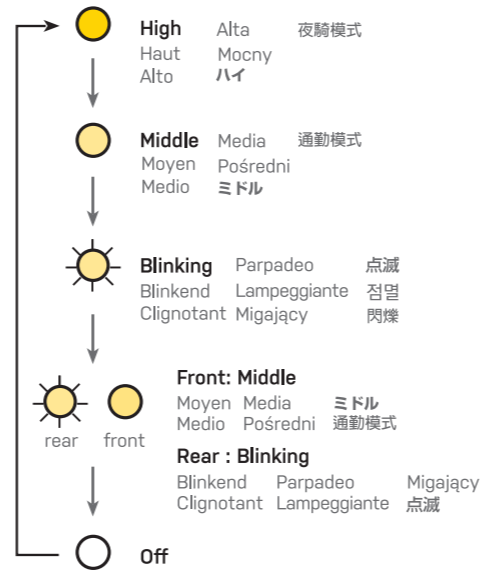 High Alta 夜騎模式
Haut Mocny
Alto ハイ
Middle Media 通勤模式
Moyen Pośredni
Medio ミドル
Blinking Parpadeo 点滅
Blinkend Lampeggiante 점멸
Clignotant Migający 閃爍
Front: Middle
Moyen Media ミドル
Medio Pośredni 通勤模式
rear front
Rear : Blinking
Blinkend Parpadeo Migający
Clignotant Lampeggiante 点滅
Off